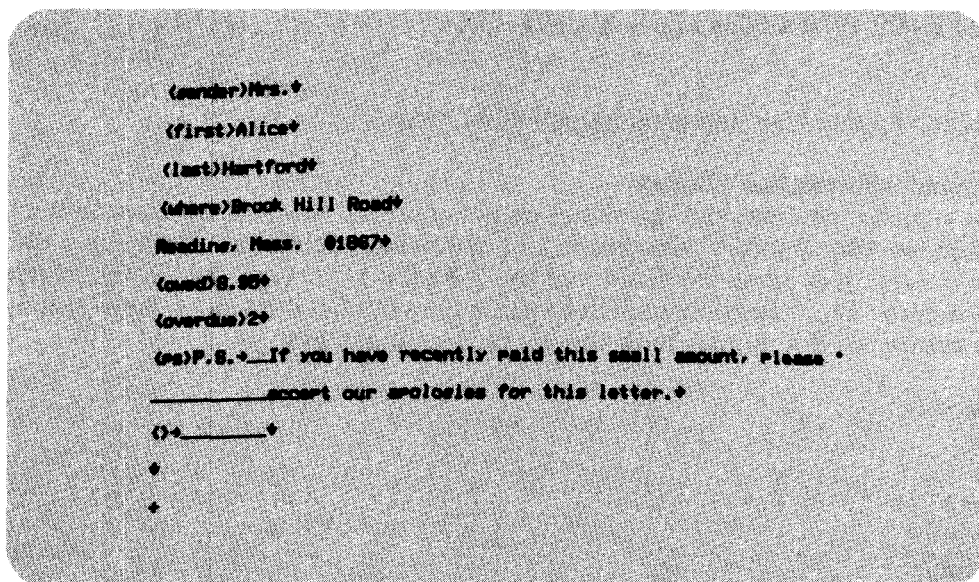 <sender>Mrs.
<first>Alice
<last>Hartford
<where>Brook Hill Road
Reading, Mass. 01867
<owed>8.95
<overdue>2
<ps>P.S. If you have recently paid this small amount, please
accept our apologies for this letter.
<>